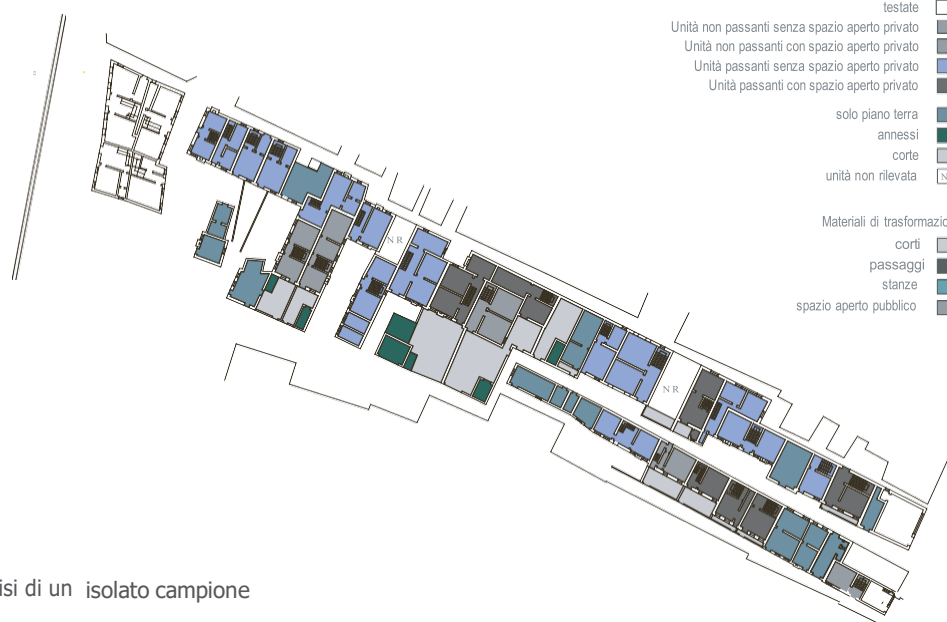 testate
Unità non passanti senza spazio aperto privato
Unità non passanti con spazio aperto privato
Unità passanti senza spazio aperto privato
Unità passanti con spazio aperto privato
solo piano terra
annessi
corte
unità non rilevata N
Materiali di trasformazio
corti
passaggi
stanze
spazio aperto pubblico
N R
N R
isi di un isolato campione